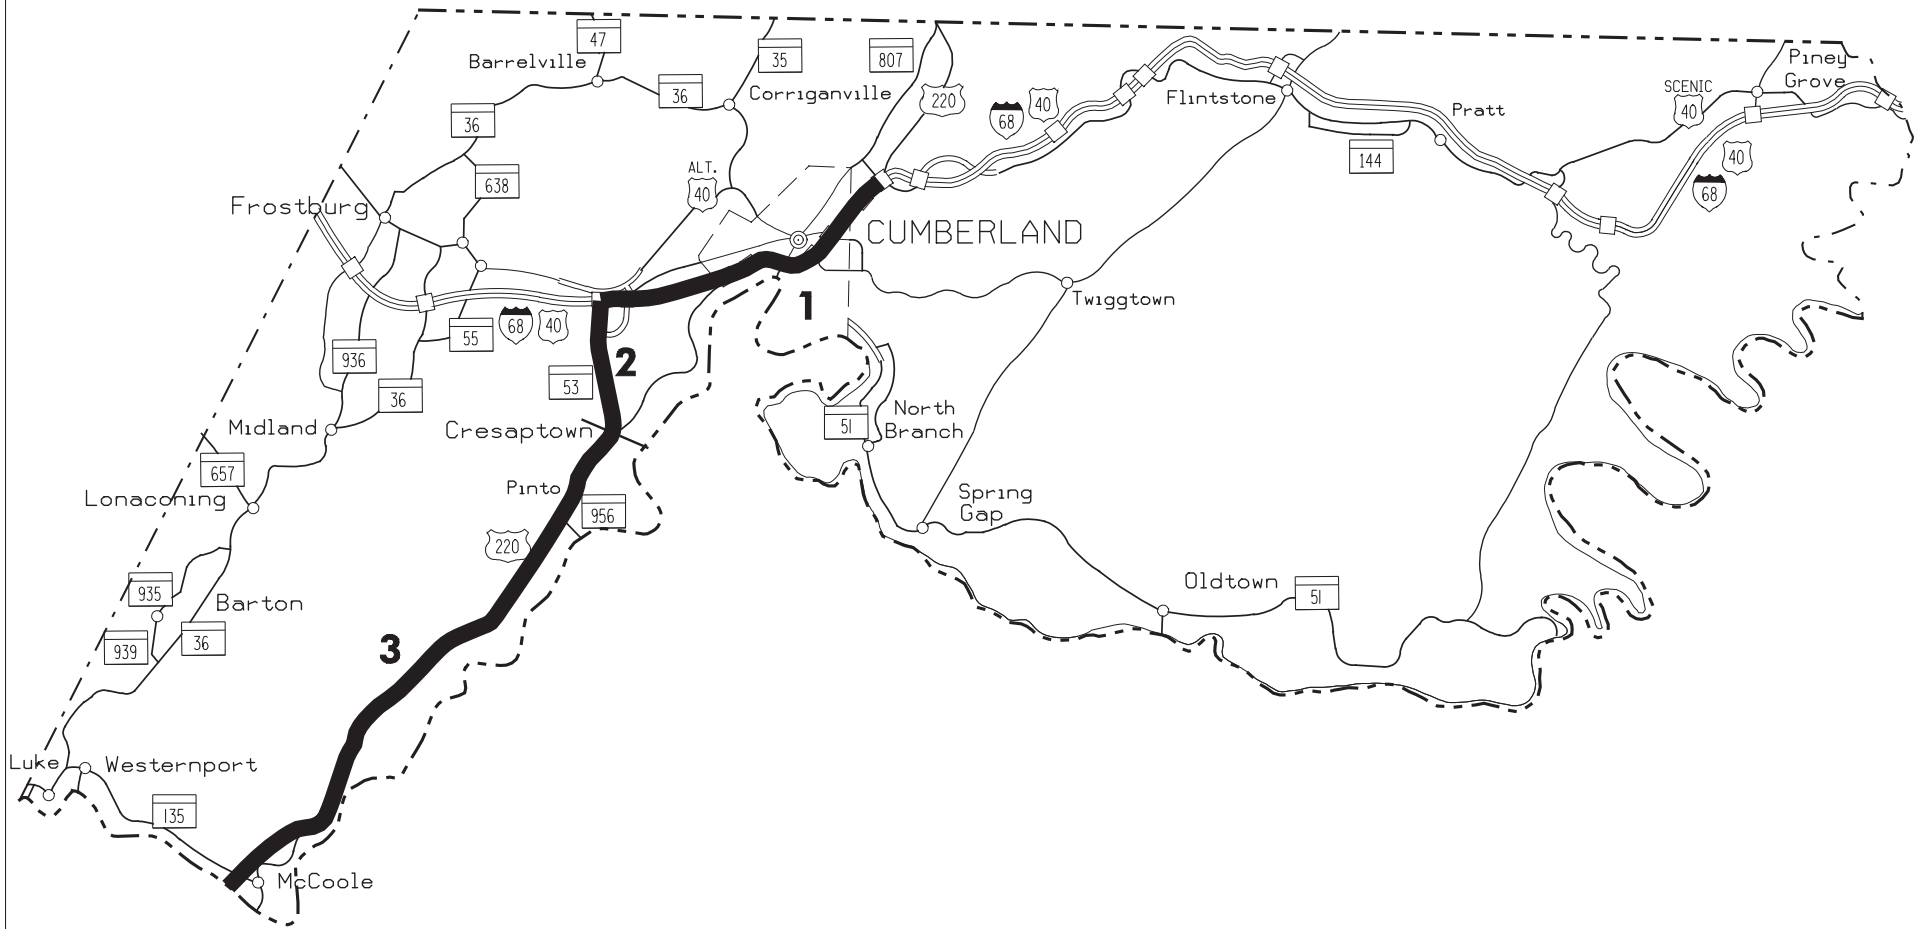 47
35
807
Piney
Grove
Barrelville
36
Corriganville
220
68
40
Flintstone
SCENIC
40
Pratt
36
144
40
68
638
ALT.
40
Frostburg
CUMBERLAND
Twiggtown
1
936
55
68
40
2
53
36
Midland
Cresaptown
51
North
Branch
657
Lonaconing
Pinto
956
Spring
Gap
220
935
Barton
Oldtown
51
939
36
3
Luke
Westernport
135
McCoole